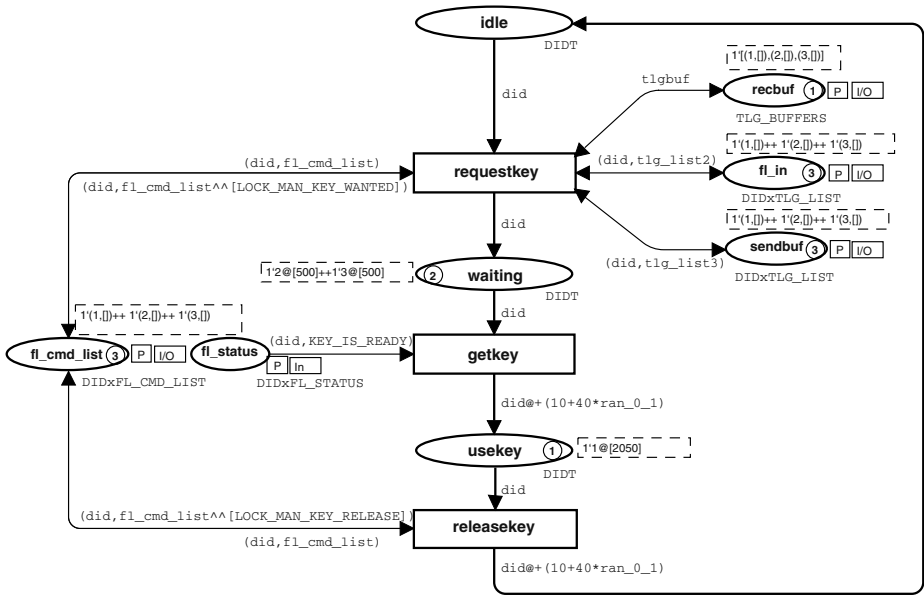 idle
DIDT
1'[(1,[]),(2,[]),(3,[])]
did
tlgbuf
recbuf 1 P I/O
TLG_BUFFERS
1'(1,[])++ 1'(2,[])++ 1'(3,[])
(did,fl_cmd_list)
requestkey
(did,tlg_list2)
fl_in 3 P I/O
(did,fl_cmd_list^^[LOCK_MAN_KEY_WANTED])
DIDxTLG_LIST
1'(1,[])++ 1'(2,[])++ 1'(3,[])
did
sendbuf 3 P I/O
(did,tlg_list3)
DIDxTLG_LIST
1'2@[500]++1'3@[500]
2 waiting
DIDT
did
1'(1,[])++ 1'(2,[])++ 1'(3,[])
fl_cmd_list 3 P I/O
fl_status
(did,KEY_IS_READY)
getkey
P In
DIDxFL_CMD_LIST
DIDxFL_STATUS
did@+(10+40*ran_0_1)
usekey 1
1'1@[2050]
DIDT
did
(did,fl_cmd_list^^[LOCK_MAN_KEY_RELEASE])
releasekey
(did,fl_cmd_list)
did@+(10+40*ran_0_1)